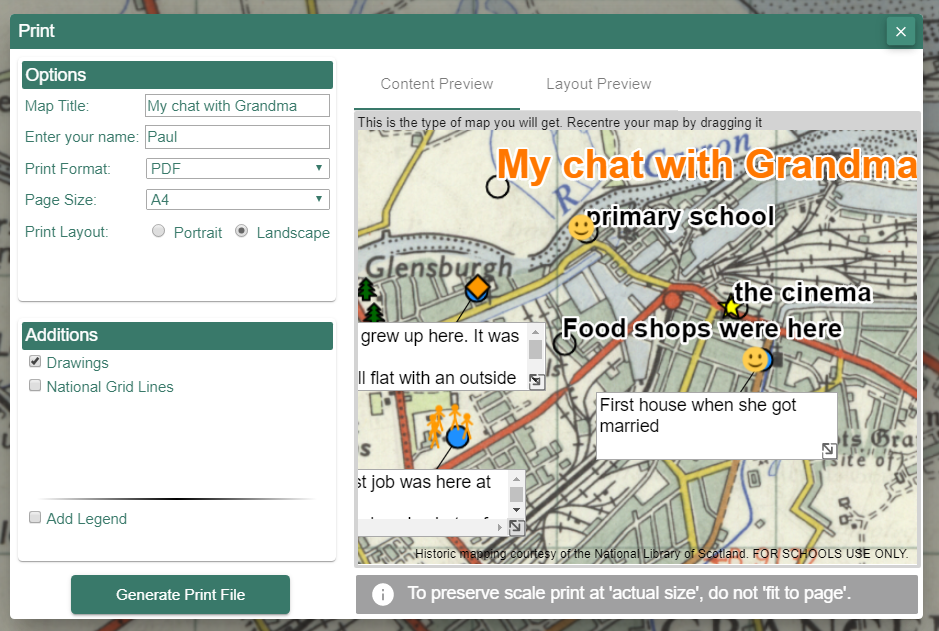 Print
Options
Map Title: My chat with Grandma
Enter your name: Paul
Print Format: PDF
Page Size: A4
Print Layout: Portrait Landscape
Additions
Drawings
National Grid Lines
Add Legend
Generate Print File
Content Preview Layout Preview
This is the type of map you will get. Recentre your map by dragging it
My chat with Grandma
R Carron
primary school
Glensburgh
the cinema
Food shops were here
grew up here. It was
ll flat with an outside
First house when she got
married
(site of)
st job was here at
Historic mapping courtesy of the National Library of Scotland. FOR SCHOOLS USE ONLY.
To preserve scale print at 'actual size', do not 'fit to page'.